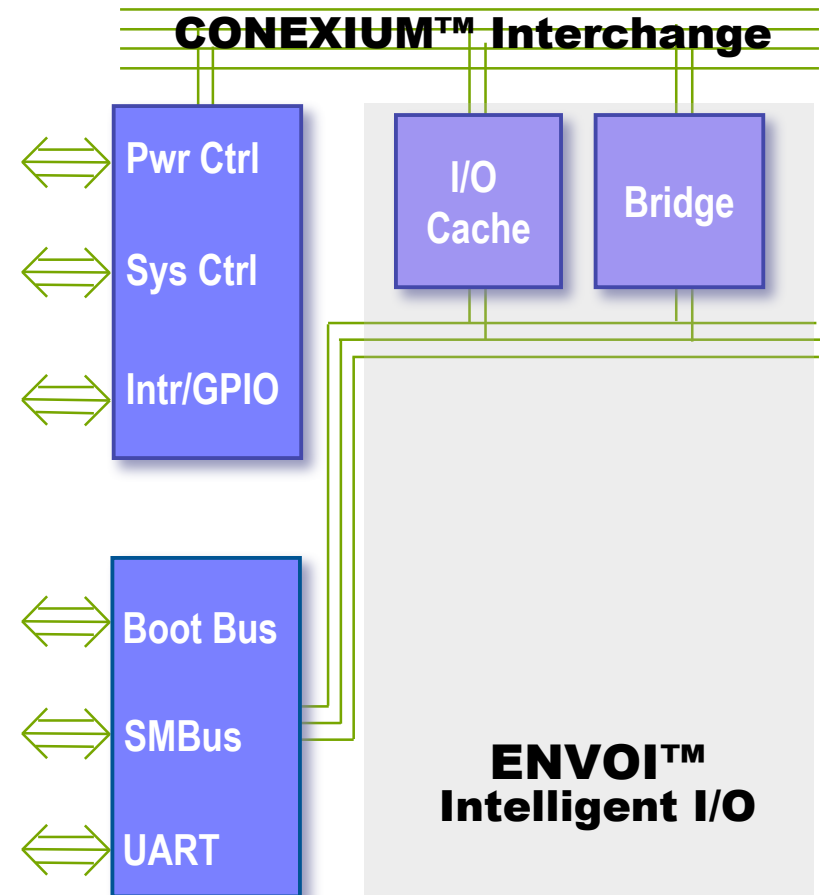 CONEXIUM™ Interchange
Pwr Ctrl
Sys Ctrl
Intr/GPIO
I/O
Cache
Bridge
Boot Bus
SMBus
UART
ENVOI™
Intelligent I/O